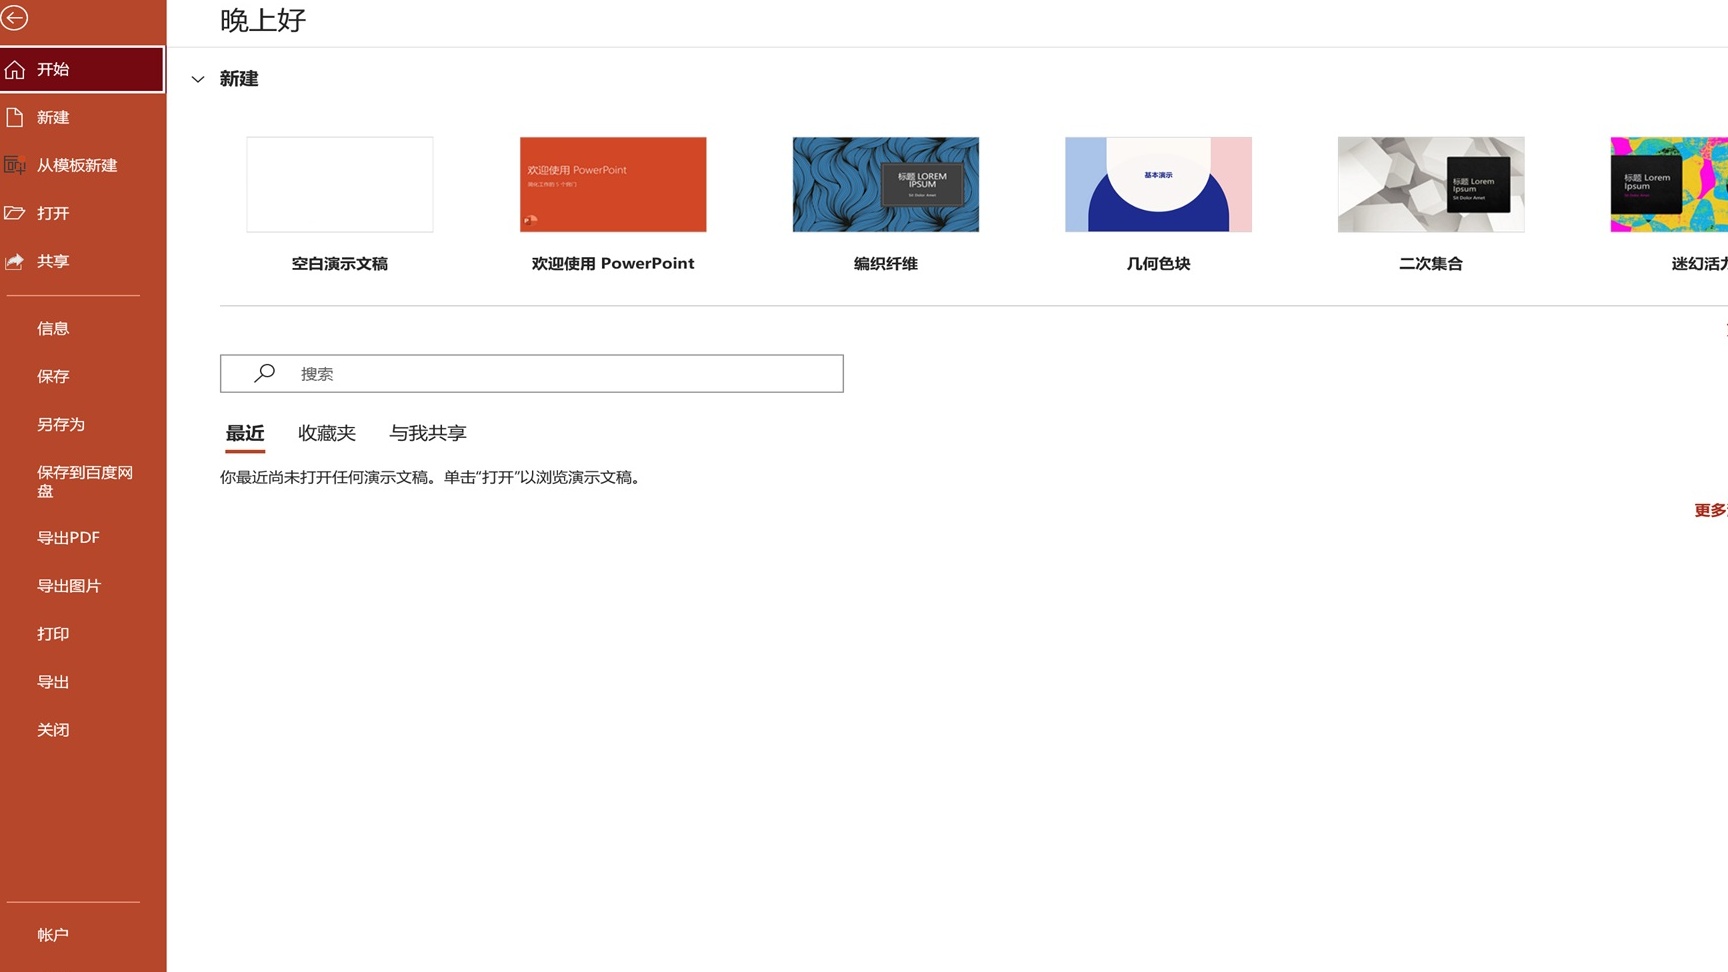 晚上好
开始
新建
从模板新建
打开
共享
信息
保存
另存为
保存到百度网
盘
导出PDF
导出图片
打印
导出
关闭
帐户
新建
欢迎使用 PowerPoint
标题 LOREM
IPSUM
Sit Dolor Amet
基本演示
标题 Lorem
Ipsum
Sit Dolor Amet
标题 Lorem
Ipsum
空白演示文稿
欢迎使用 PowerPoint
编织纤维
几何色块
二次集合
迷幻活力
搜索
最近
收藏夹
与我共享
你最近尚未打开任何演示文稿。单击“打开”以浏览演示文稿。
更多